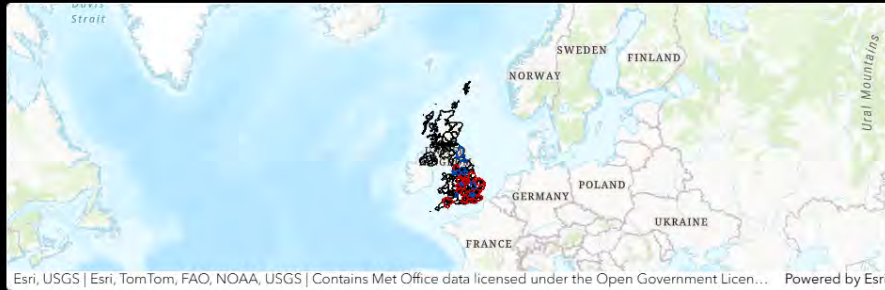 Davis
Strait
SWEDEN
FINLAND
NORWAY
Ural Mountains
GERMANY
POLAND
UKRAINE
FRANCE
Esri, USGS | Esri, TomTom, FAO, NOAA, USGS | Contains Met Office data licensed under the Open Government Licen... Powered by Esri